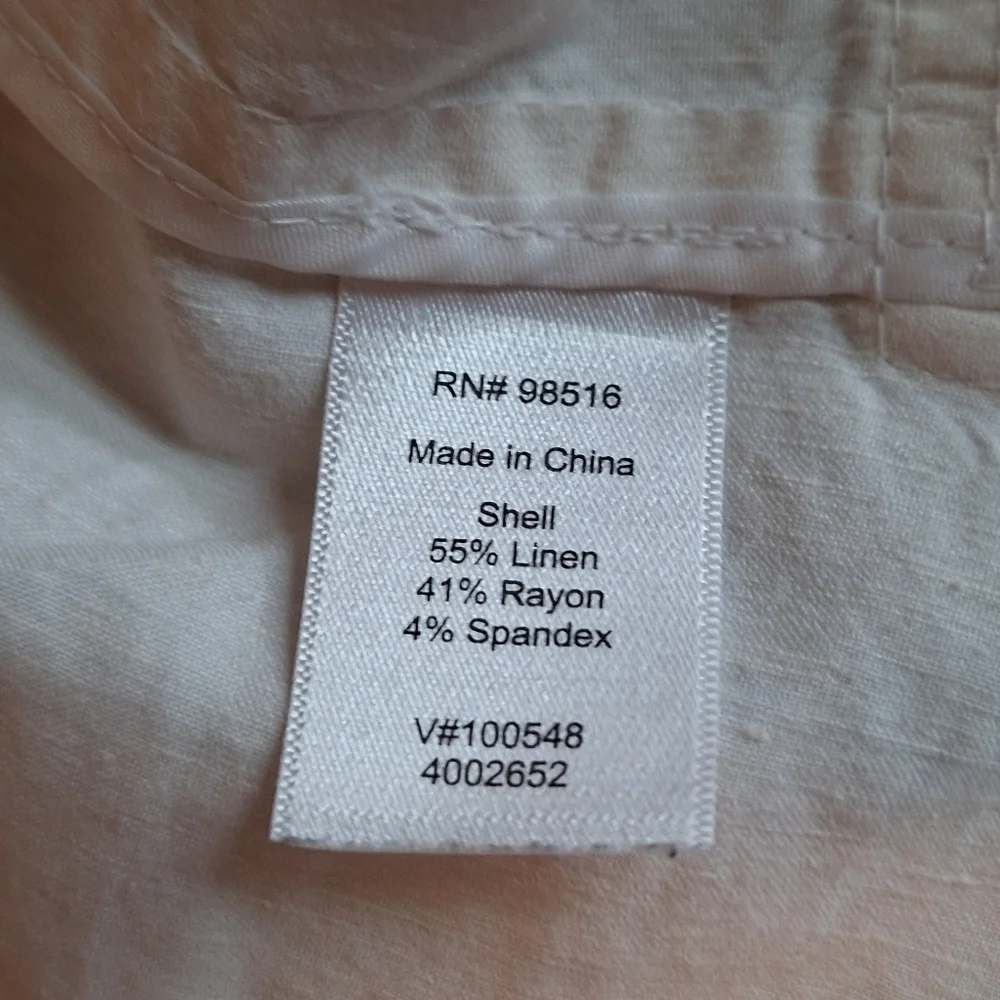 RN# 98516
Made in China
Shell
55% Linen
41% Rayon
4% Spandex
V#100548
4002652